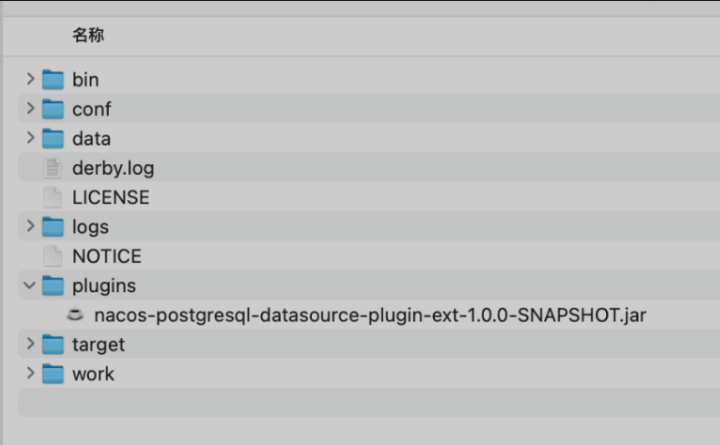 名称
bin
conf
data
derby.log
LICENSE
logs
NOTICE
plugins
nacos-postgresql-datasource-plugin-ext-1.0.0-SNAPSHOT.jar
target
work